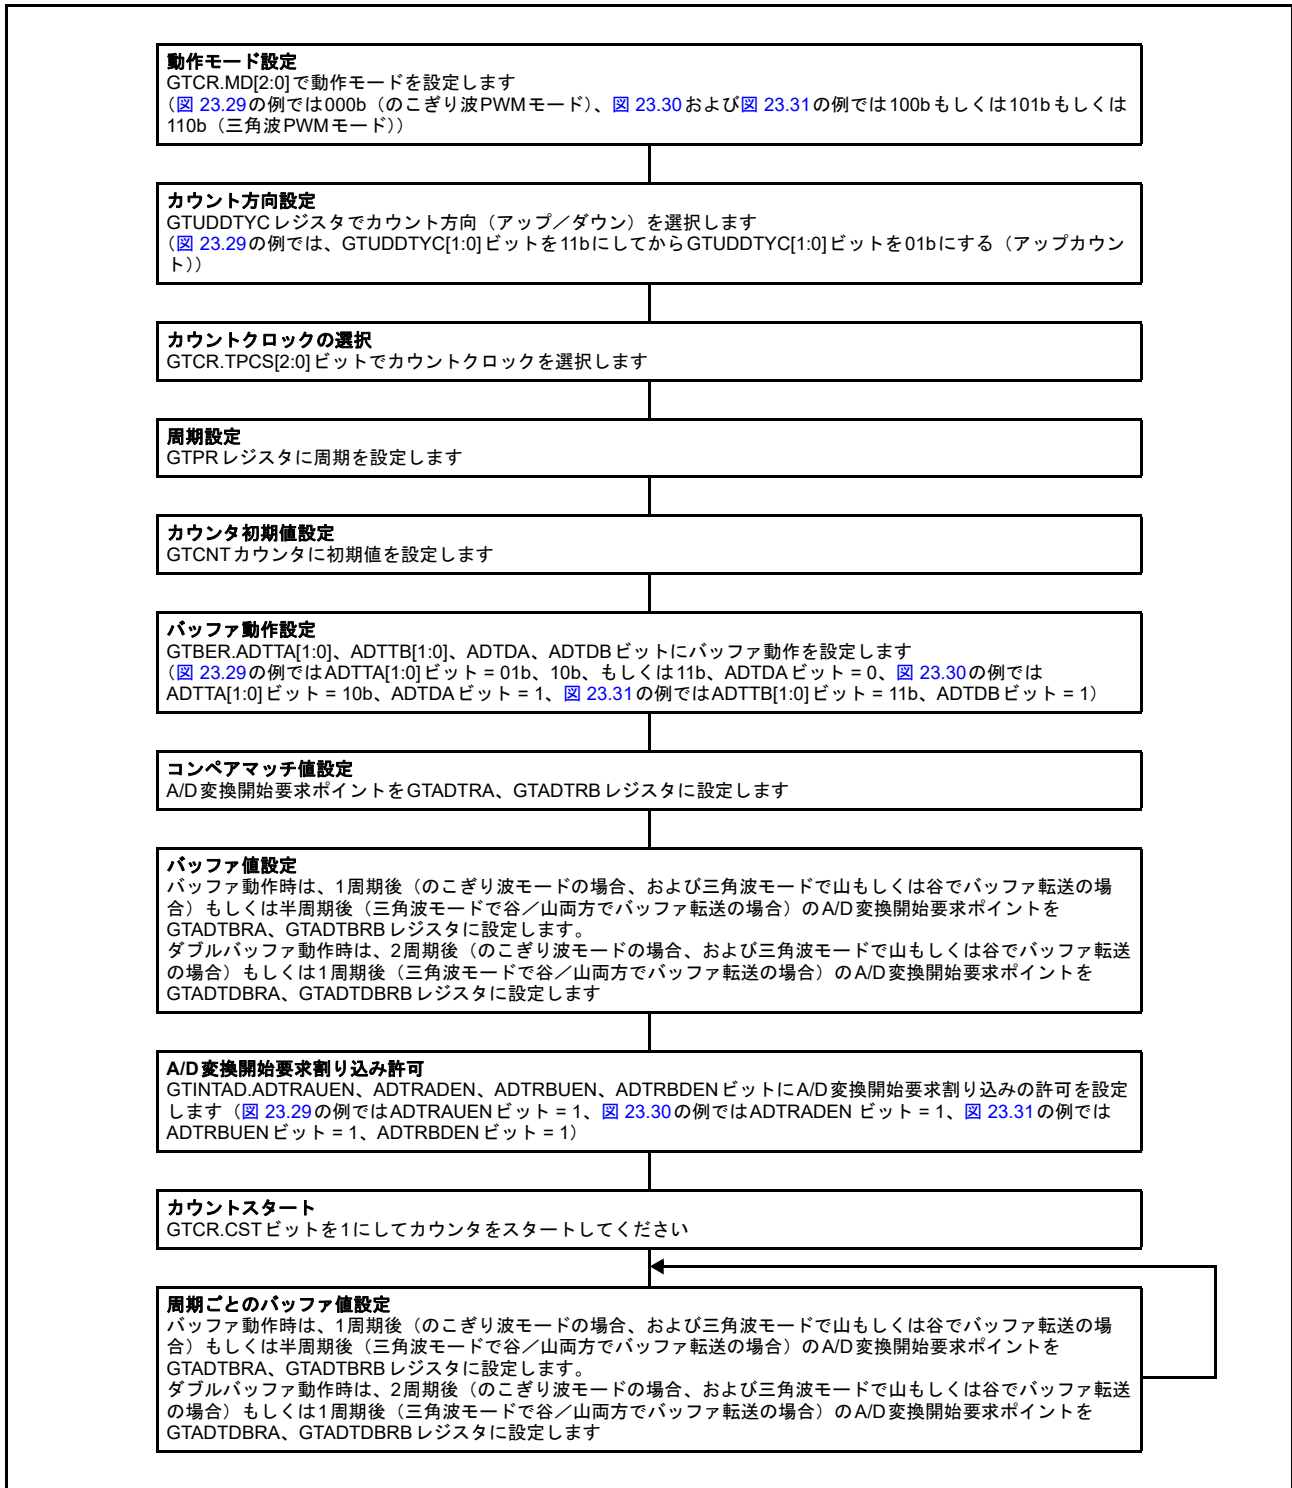 動作モード設定
GTCR.MD[2:0]で動作モードを設定します
（図 23.29の例では000b（のこぎり波PWMモード）、図 23.30および図 23.31の例では100bもしくは101bもしくは
110b（三角波PWMモード））
カウント方向設定
GTUDDTYCレジスタでカウント方向（アップ／ダウン）を選択します
（図 23.29の例では、GTUDDTYC[1:0]ビットを11bにしてからGTUDDTYC[1:0]ビットを01bにする（アップカウン
ト））
カウントクロックの選択
GTCR.TPCS[2:0]ビットでカウントクロックを選択します
周期設定
GTPRレジスタに周期を設定します
カウンタ初期値設定
GTCNTカウンタに初期値を設定します
バッファ動作設定
GTBER.ADTTA[1:0]、ADTTB[1:0]、ADTDA、ADTDBビットにバッファ動作を設定します
（図 23.29の例ではADTTA[1:0]ビット = 01b、10b、もしくは11b、ADTDAビット = 0、図 23.30の例では
ADTTA[1:0]ビット = 10b、ADTDAビット = 1、図 23.31の例ではADTTB[1:0]ビット = 11b、ADTDBビット = 1）
コンペアマッチ値設定
A/D変換開始要求ポイントをGTADTRA、GTADTRBレジスタに設定します
バッファ値設定
バッファ動作時は、1周期後（のこぎり波モードの場合、および三角波モードで山もしくは谷でバッファ転送の場
合）もしくは半周期後（三角波モードで谷／山両方でバッファ転送の場合）のA/D変換開始要求ポイントを
GTADTBRA、GTADTBRBレジスタに設定します。
ダブルバッファ動作時は、2周期後（のこぎり波モードの場合、および三角波モードで山もしくは谷でバッファ転送
の場合）もしくは1周期後（三角波モードで谷／山両方でバッファ転送の場合）のA/D変換開始要求ポイントを
GTADTDBRA、GTADTDBRBレジスタに設定します
A/D変換開始要求割り込み許可
GTINTAD.ADTRAUEN、ADTRADEN、ADTRBUEN、ADTRBDENビットにA/D変換開始要求割り込みの許可を設定
します（図 23.29の例ではADTRAUENビット = 1、図 23.30の例ではADTRADEN ビット = 1、図 23.31の例では
ADTRBUENビット = 1、ADTRBDENビット = 1）
カウントスタート
GTCR.CSTビットを1にしてカウンタをスタートしてください
周期ごとのバッファ値設定
バッファ動作時は、1周期後（のこぎり波モードの場合、および三角波モードで山もしくは谷でバッファ転送の場
合）もしくは半周期後（三角波モードで谷／山両方でバッファ転送の場合）のA/D変換開始要求ポイントを
GTADTBRA、GTADTBRBレジスタに設定します。
ダブルバッファ動作時は、2周期後（のこぎり波モードの場合、および三角波モードで山もしくは谷でバッファ転送
の場合）もしくは1周期後（三角波モードで谷／山両方でバッファ転送の場合）のA/D変換開始要求ポイントを
GTADTDBRA、GTADTDBRBレジスタに設定します